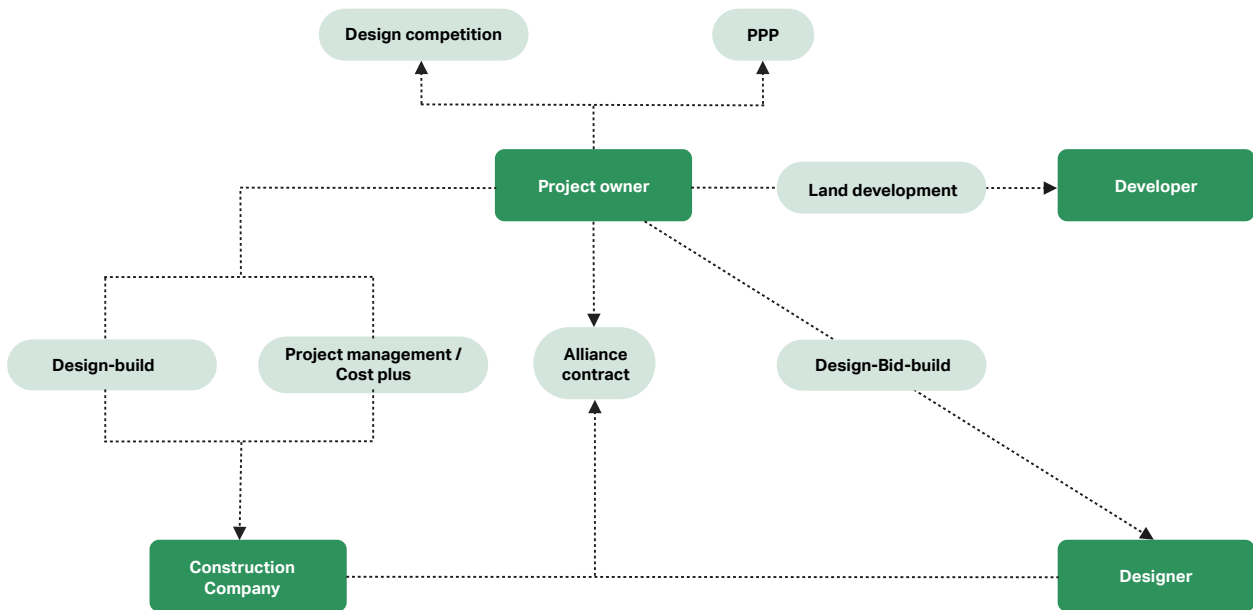 Design competition
PPP
Project owner
Land development
Developer
Design-build
Project management /
Cost plus
Alliance
contract
Design-Bid-build
Construction
Company
Designer